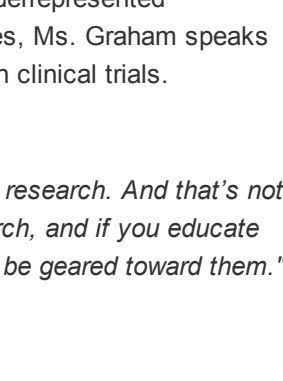 derrepresented
es, Ms. Graham speaks
n clinical trials.
research. And that’s not
rch, and if you educate
be geared toward them."